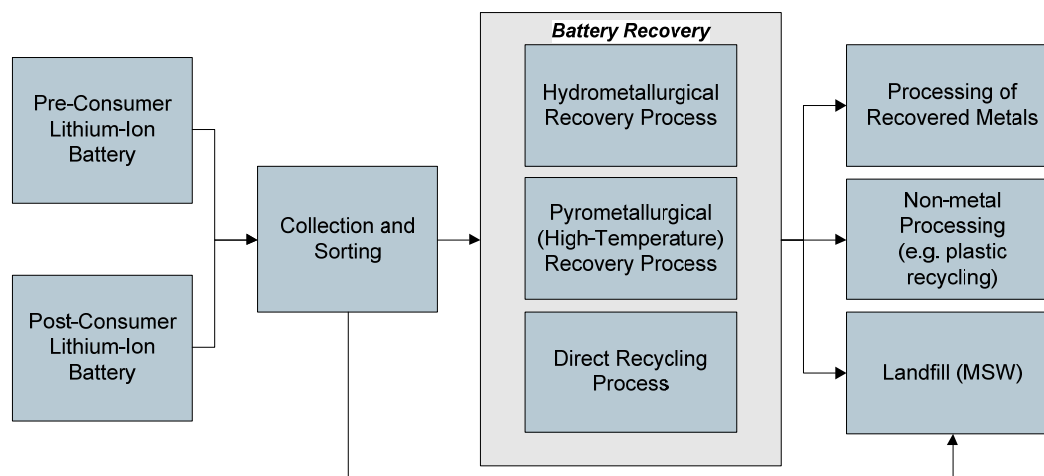 Pre-Consumer
Lithium-Ion
Battery
Post-Consumer
Lithium-Ion
Battery
Collection and
Sorting
Battery Recovery
Hydrometallurgical
Recovery Process
Pyrometallurgical
(High-Temperature)
Recovery Process
Direct Recycling
Process
Processing of
Recovered Metals
Non-metal
Processing
(e.g. plastic
recycling)
Landfill (MSW)